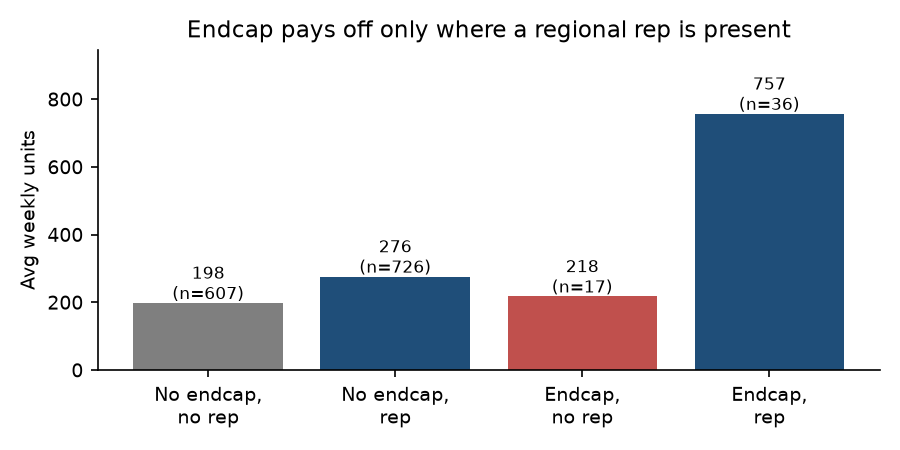 Endcap pays off only where a regional rep is present
Avg weekly units
800
600
400
200
0
198
(n=607)
276
(n=726)
218
(n=17)
757
(n=36)
No endcap,
no rep
No endcap,
rep
Endcap,
no rep
Endcap,
rep